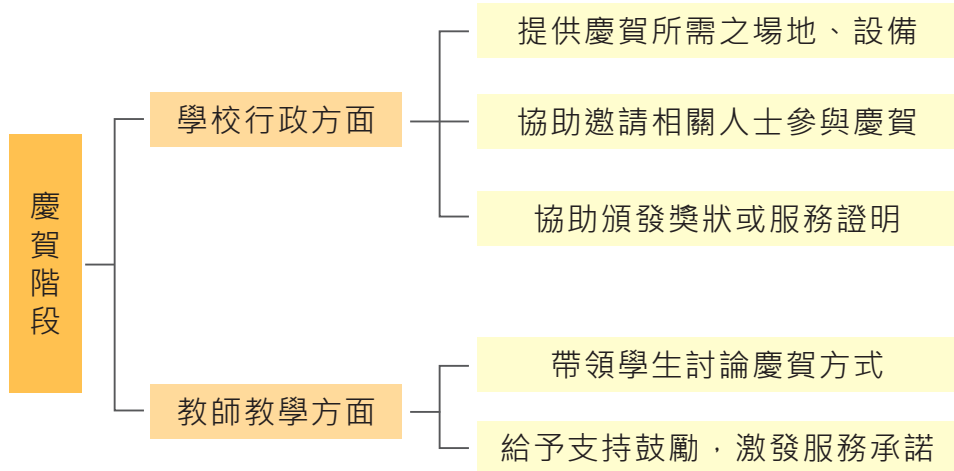 慶賀階段
學校行政方面
提供慶賀所需之場地、設備
協助邀請相關人士參與慶賀
協助頒發獎狀或服務證明
教師教學方面
帶領學生討論慶賀方式
給予支持鼓勵，激發服務承諾